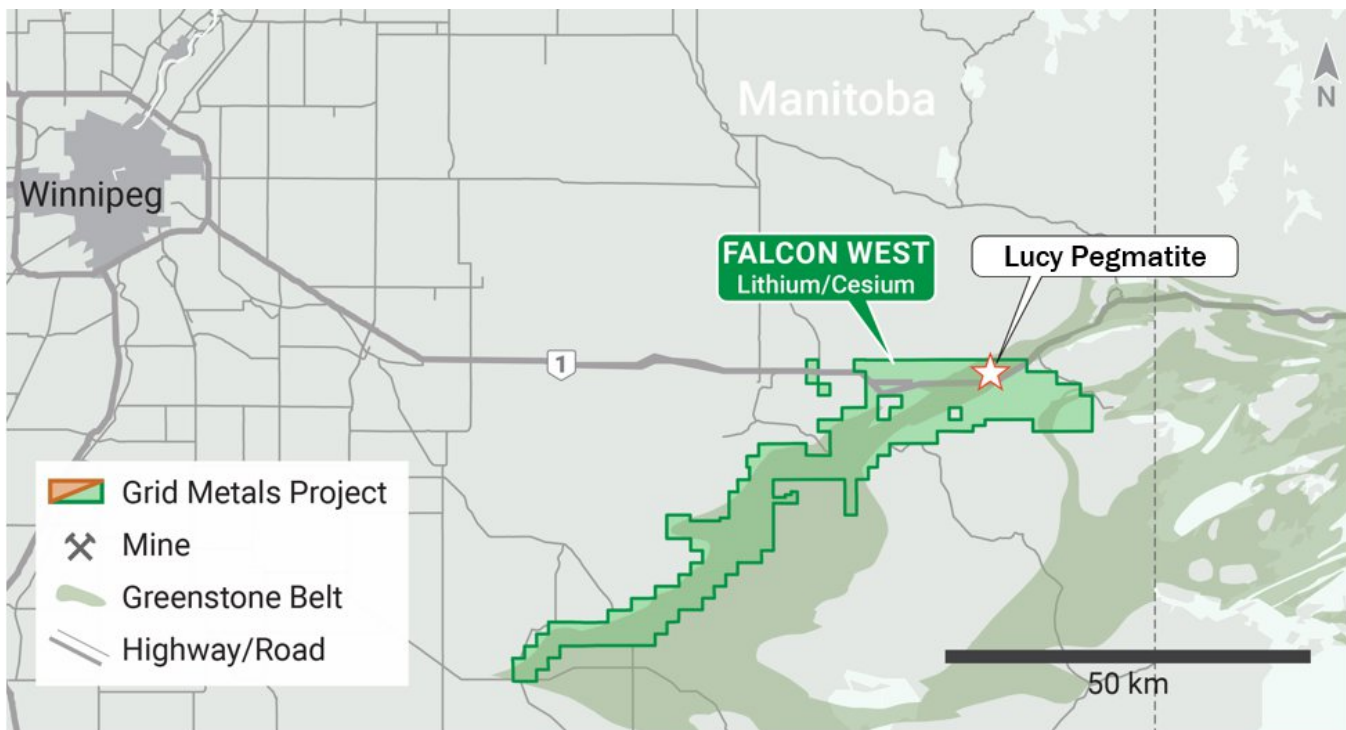 Manitoba
N
Winnipeg
FALCON WEST
Lithium/Cesium
Lucy Pegmatite
1
Grid Metals Project
Mine
Greenstone Belt
Highway/Road
50 km